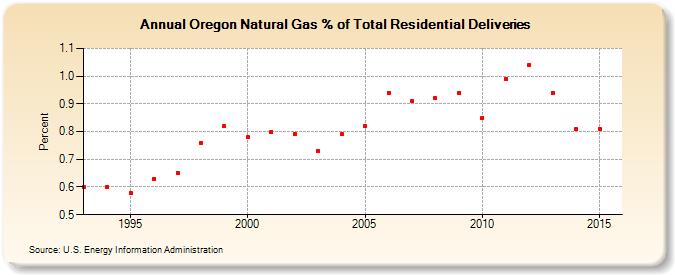 Annual Oregon Natural Gas % of Total Residential Deliveries
Percent
1.1
1.0
0.9
0.8
0.7
0.6
0.5
1995 2000 2005 2010 2015
Source: U.S. Energy Information Administration